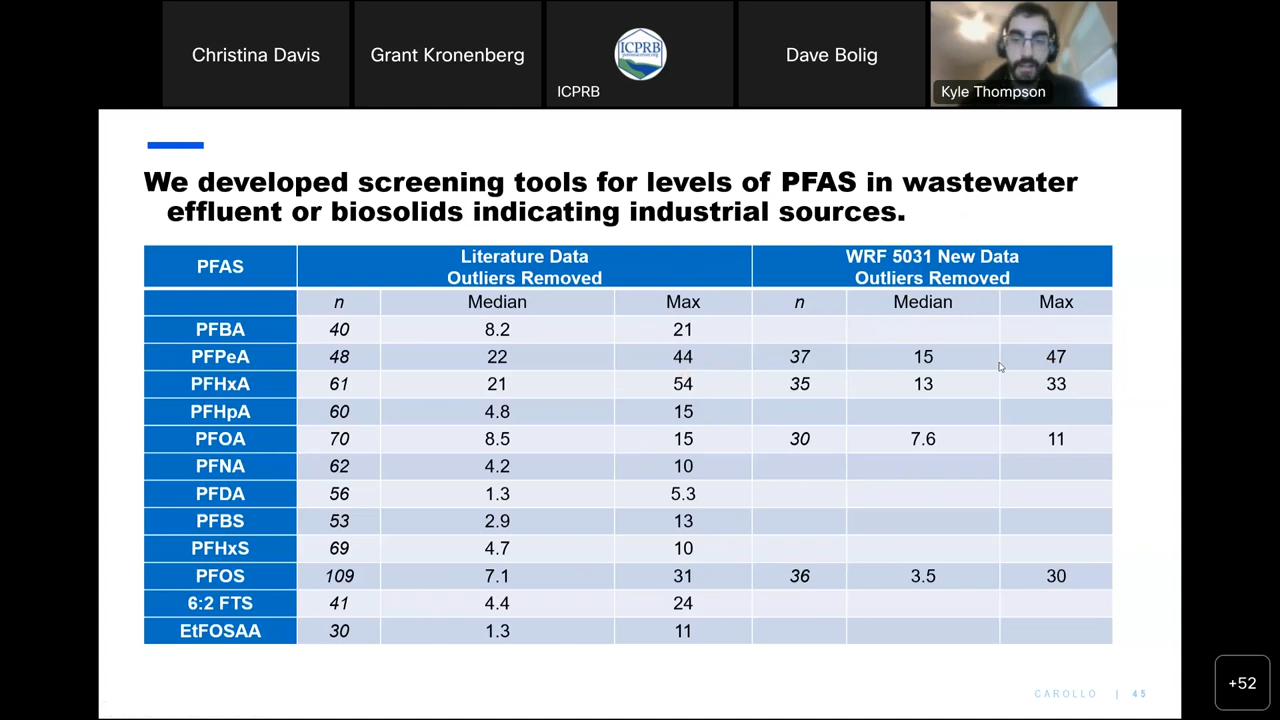 Christina Davis
Grant Kronenberg
ICPRB
ICPRB
Dave Bolig
Kyle Thompson
We developed screening tools for levels of PFAS in wastewater
effluent or biosolids indicating industrial sources.
PFAS Literature Data Outliers Removed WRF 5031 New Data Outliers Removed
n Median Max n Median Max
PFBA 40 8.2 21
PFPeA 48 22 44 37 15 47
PFHxA 61 21 54 35 13 33
PFHpA 60 4.8 15
PFOA 70 8.5 15 30 7.6 11
PFNA 62 4.2 10
PFDA 56 1.3 5.3
PFBS 53 2.9 13
PFHxS 69 4.7 10
PFOS 109 7.1 31 36 3.5 30
6:2 FTS 41 4.4 24
EtFOSAA 30 1.3 11
CAROLLO | 45
+52